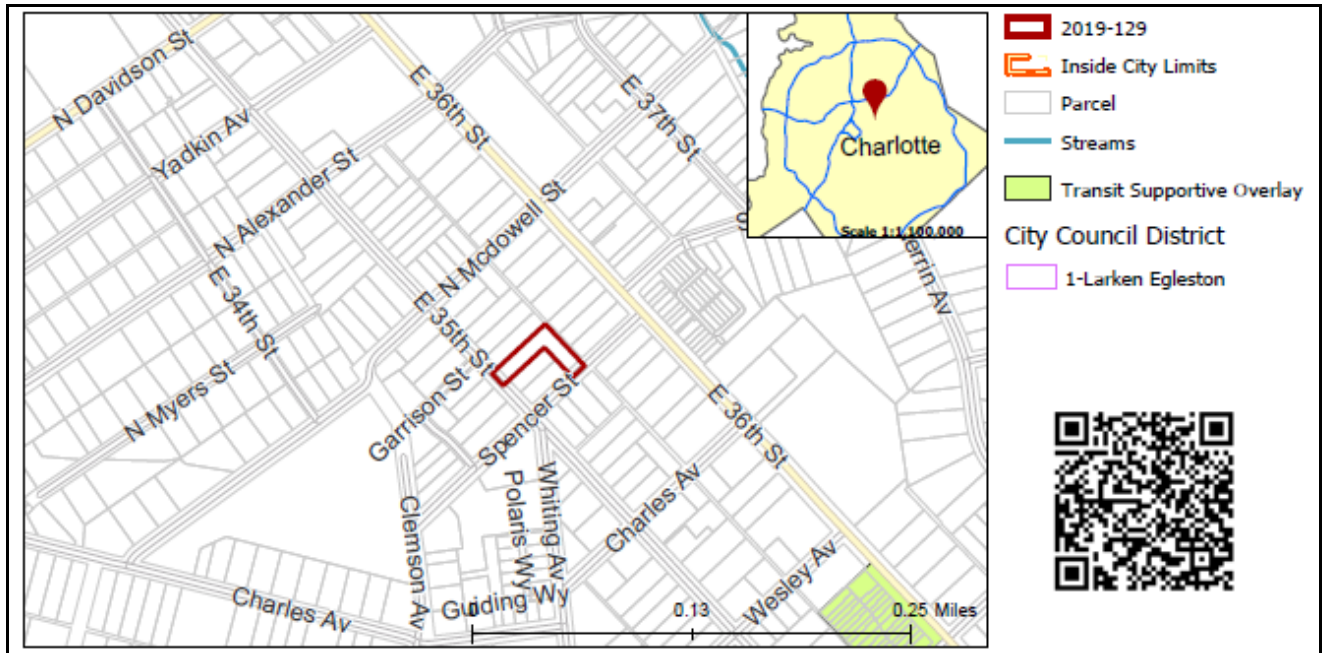 N Davidson St
Yadkin Av
N Alexander St
E 34th St
N Myers St
E 36th St
E 37th St
N Mcdowell St
E 35th St
Garrison St
Spencer St
Clemson Av
Polaris Wy
Whiting Av
Charles Av
Guiding Wy
Charles Av
Wesley Av
E 36th St
Charlotte
Scale 1:1,100,000
0
0.13
0.25 Miles
2019-129
Inside City Limits
Parcel
Streams
Transit Supportive Overlay
City Council District
1-Larken Egleston